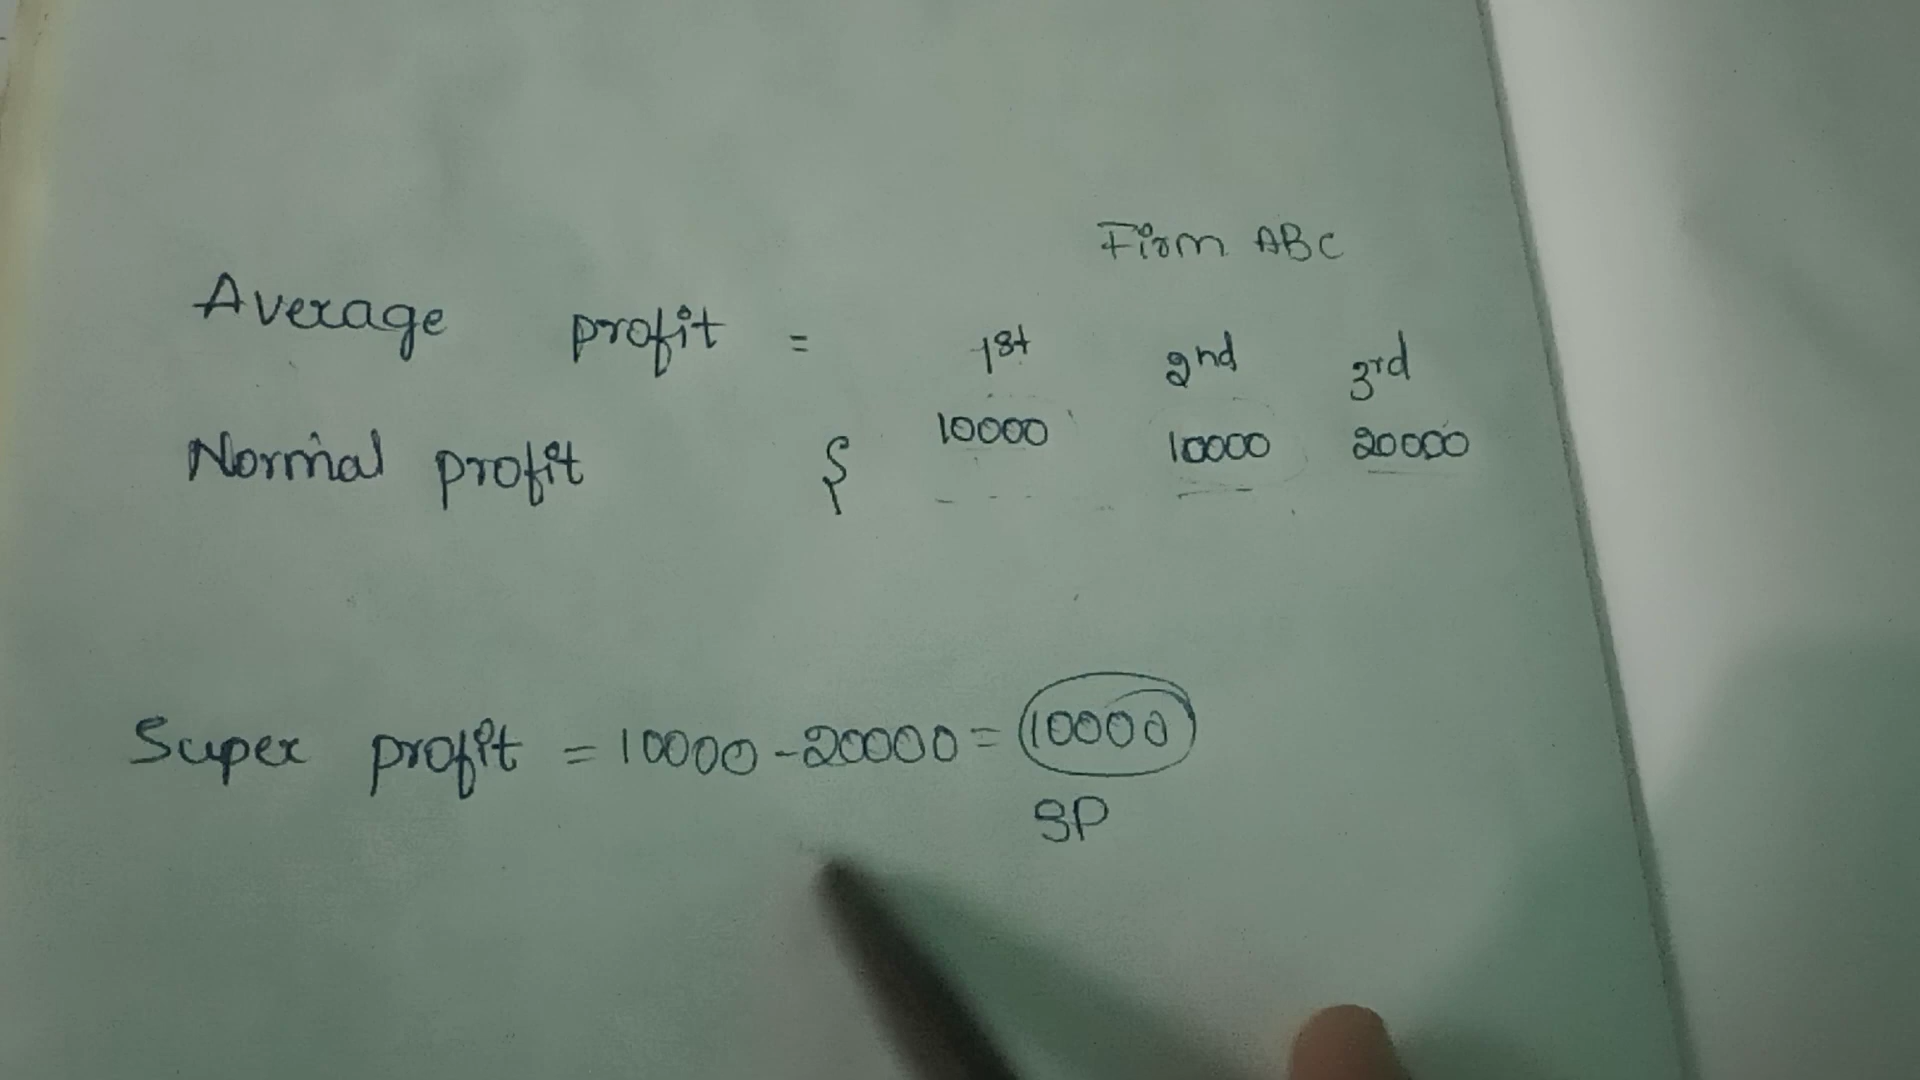 Firm ABC
Average profit = 1st 2nd 3rd
Normal profit 10000 10000 20000
Super profit = 10000 - 20000 = 10000
SP